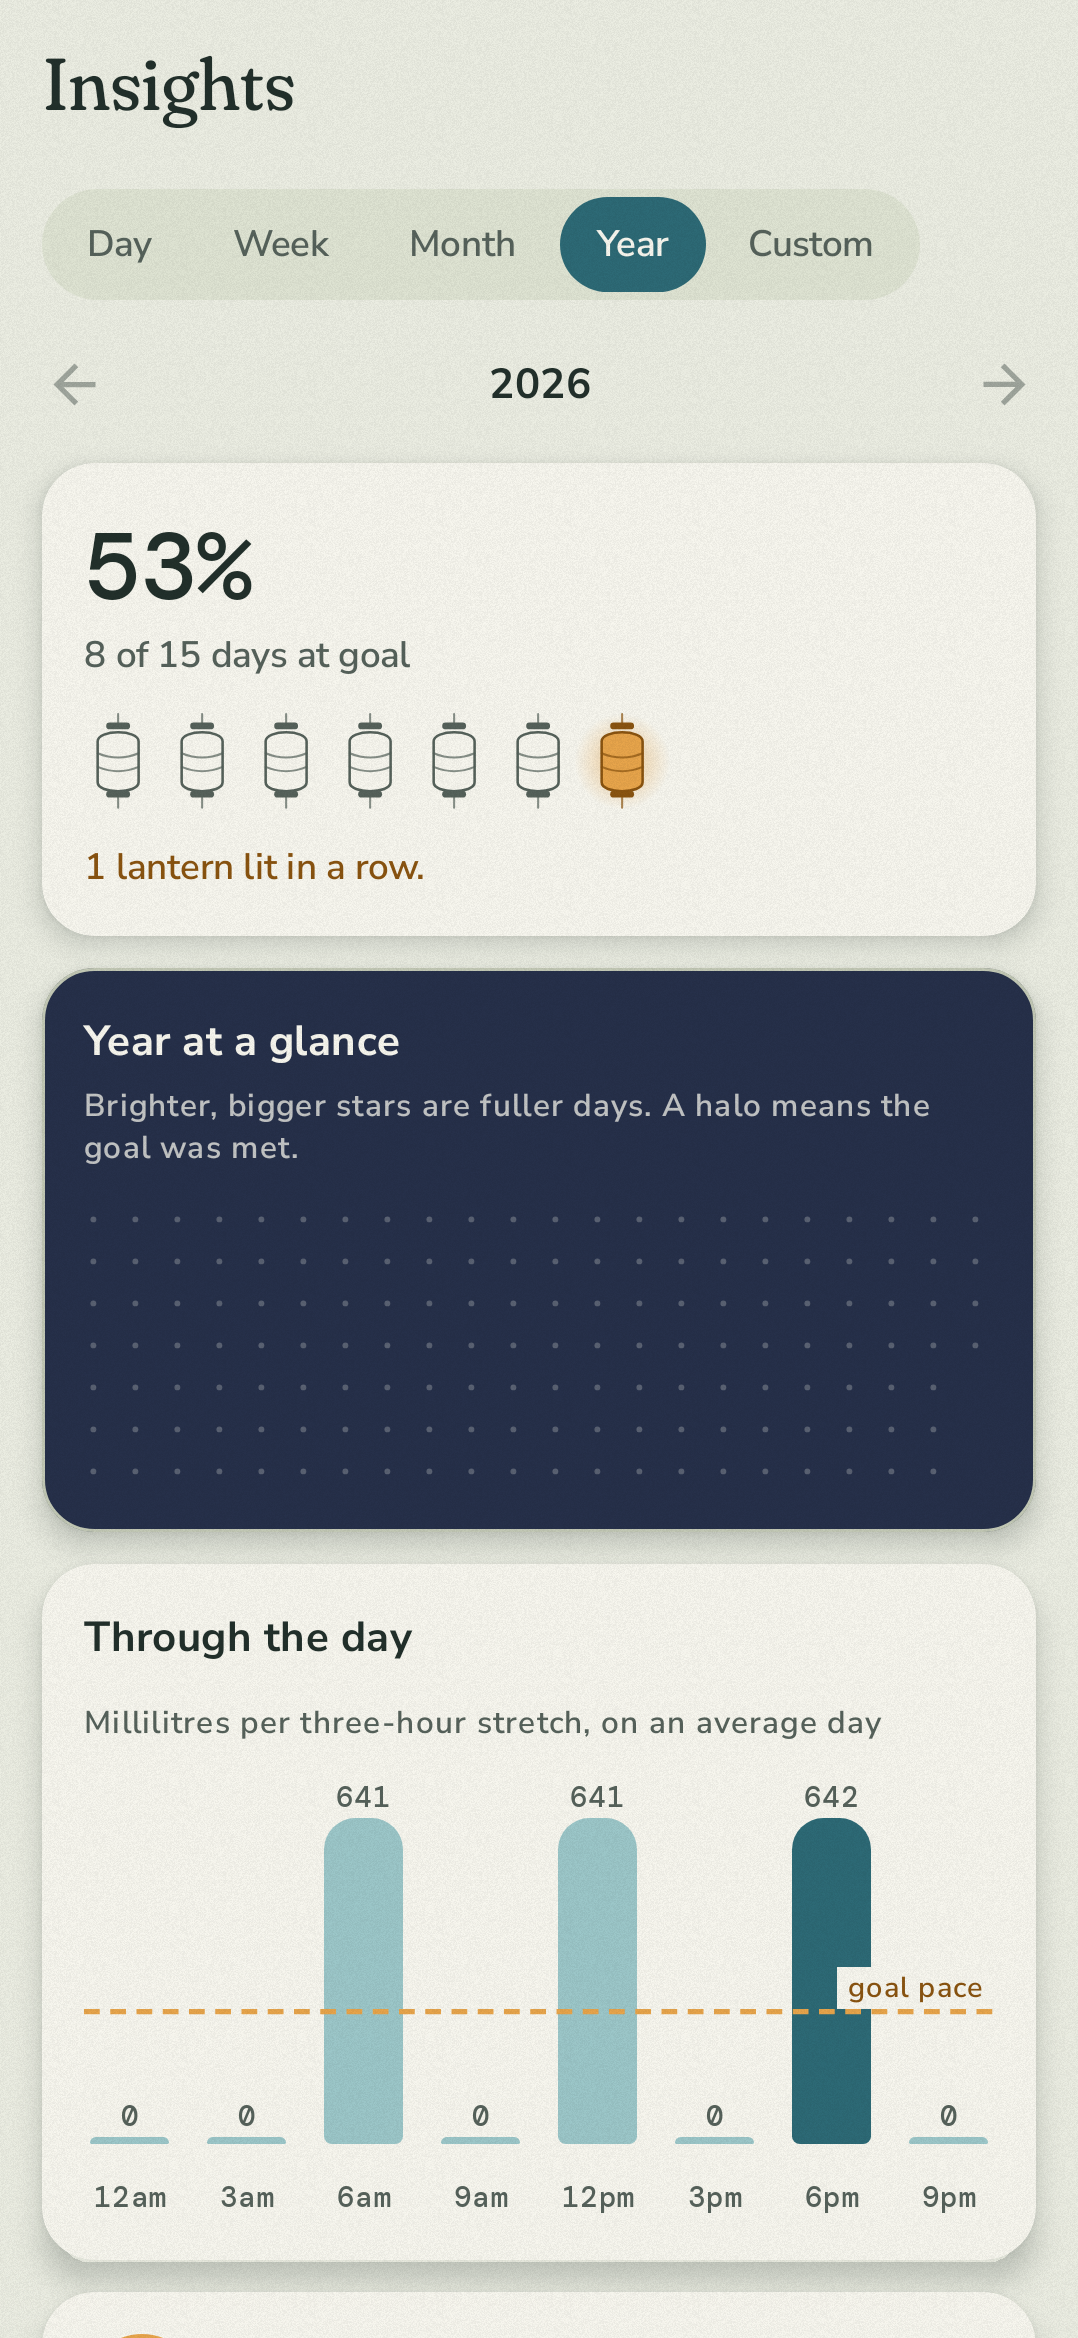 Insights
Day Week Month Year Custom
2026
53%
8 of 15 days at goal
1 lantern lit in a row.
Year at a glance
Brighter, bigger stars are fuller days. A halo means the
goal was met.
Through the day
Millilitres per three-hour stretch, on an average day
641 641 642
goal pace
0 0 0 0 0
12am 3am 6am 9am 12pm 3pm 6pm 9pm